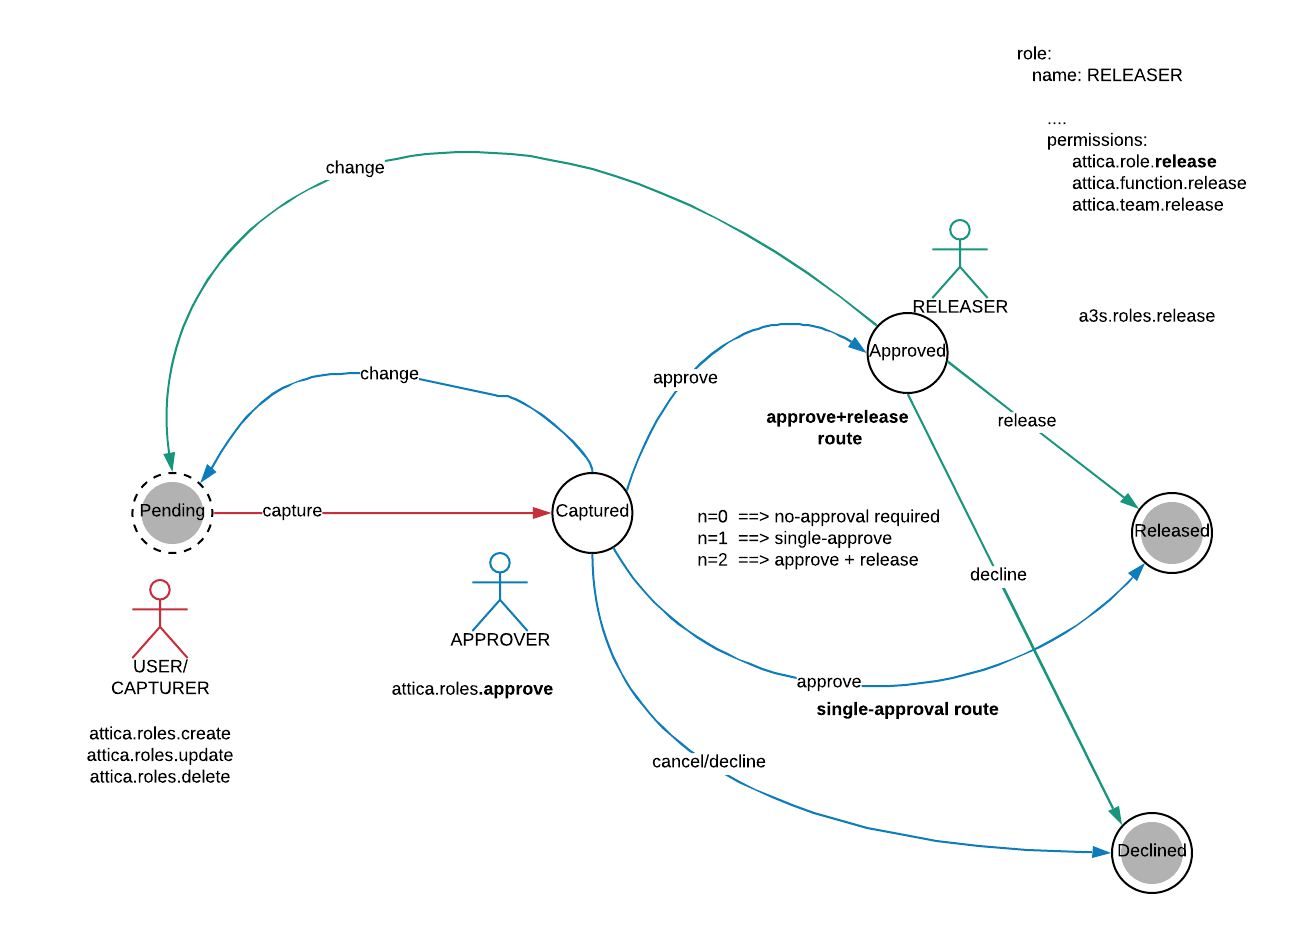 role:
name: RELEASER
....
permissions:
attica.role.release
attica.function.release
attica.team.release
change
RELEASER
a3s.roles.release
Approved
change
approve
approve+release
route
release
Pending
capture
Captured
n=0 ==> no-approval required
n=1 ==> single-approve
n=2 ==> approve + release
Released
decline
APPROVER
attica.roles.approve
USER/
CAPTURER
attica.roles.create
attica.roles.update
attica.roles.delete
approve
single-approval route
cancel/decline
Declined